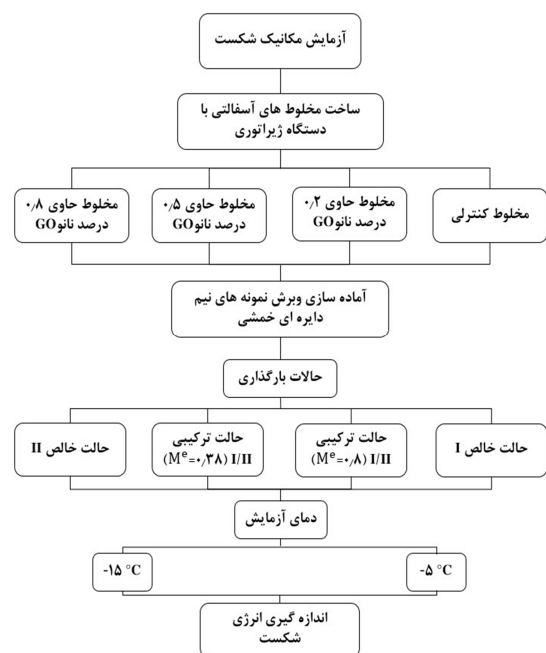 آزمایش مکانیک شکست
ساخت مخلوط های آسفالتی با
دستگاه ژیراتوری
مخلوط کنترلی
مخلوط حاوی ۰٫۲
درصد نانوGO
مخلوط حاوی ۰٫۵
درصد نانوGO
مخلوط حاوی ۰٫۸
درصد نانوGO
آماده سازی وبرش نمونه های نیم
دایره ای خمشی
حالات بارگذاری
حالت خالص I
حالت ترکیبی
I/II (Mᵉ=۰٫۸)
حالت ترکیبی
I/II (Mᵉ=۰٫۳۸)
حالت خالص II
دمای آزمایش
-۵ °C
-۱۵ °C
اندازه گیری انرژی
شکست